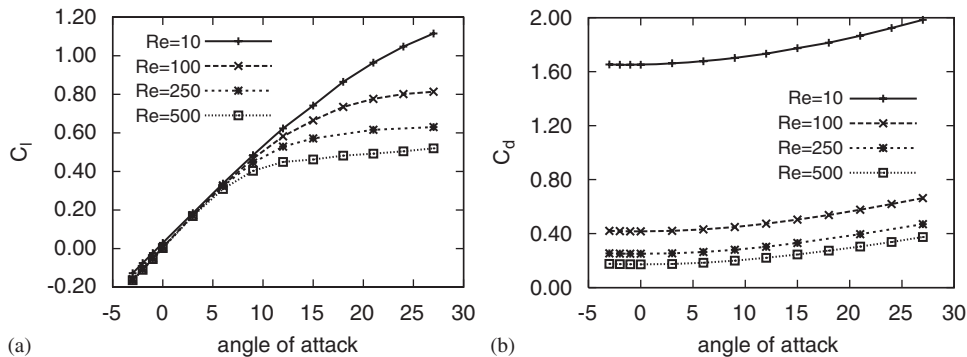 1.20
1.00
0.80
0.60
0.40
0.20
0.00
-0.20
Cl
Re=10
Re=100
Re=250
Re=500
-5 0 5 10 15 20 25 30
(a) angle of attack
2.00
1.60
1.20
0.80
0.40
0.00
Cd
Re=10
Re=100
Re=250
Re=500
-5 0 5 10 15 20 25 30
(b) angle of attack